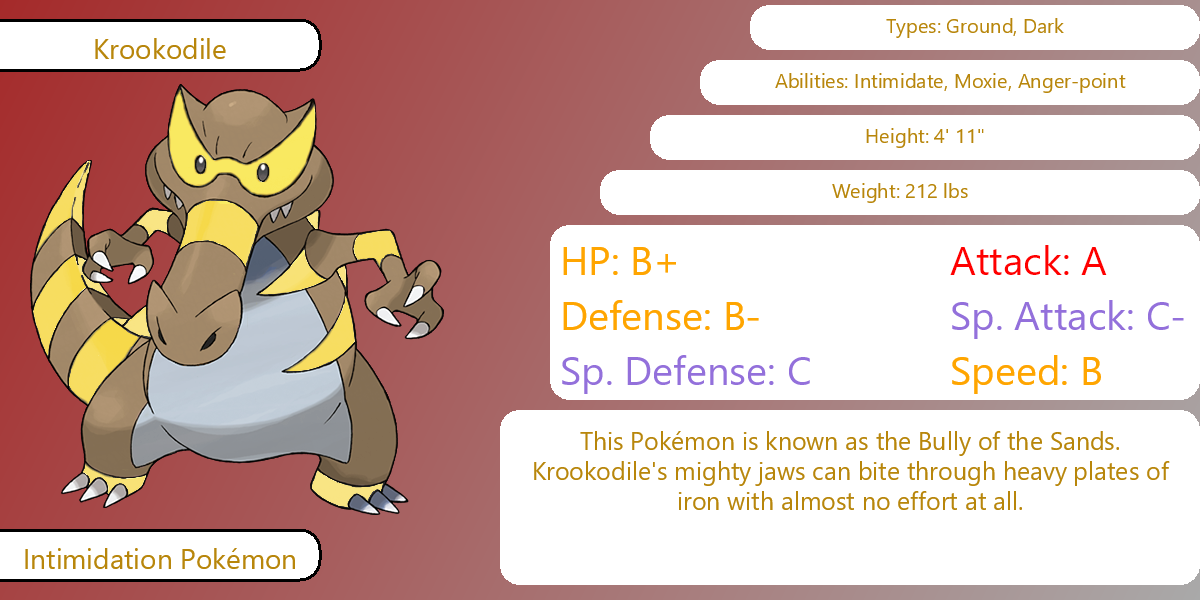 Krookodile
Types: Ground, Dark
Abilities: Intimidate, Moxie, Anger-point
Height: 4' 11"
Weight: 212 lbs
HP: B+
Attack: A
Defense: B-
Sp. Attack: C-
Sp. Defense: C
Speed: B
This Pokémon is known as the Bully of the Sands.
Krookodile's mighty jaws can bite through heavy plates of
iron with almost no effort at all.
Intimidation Pokémon